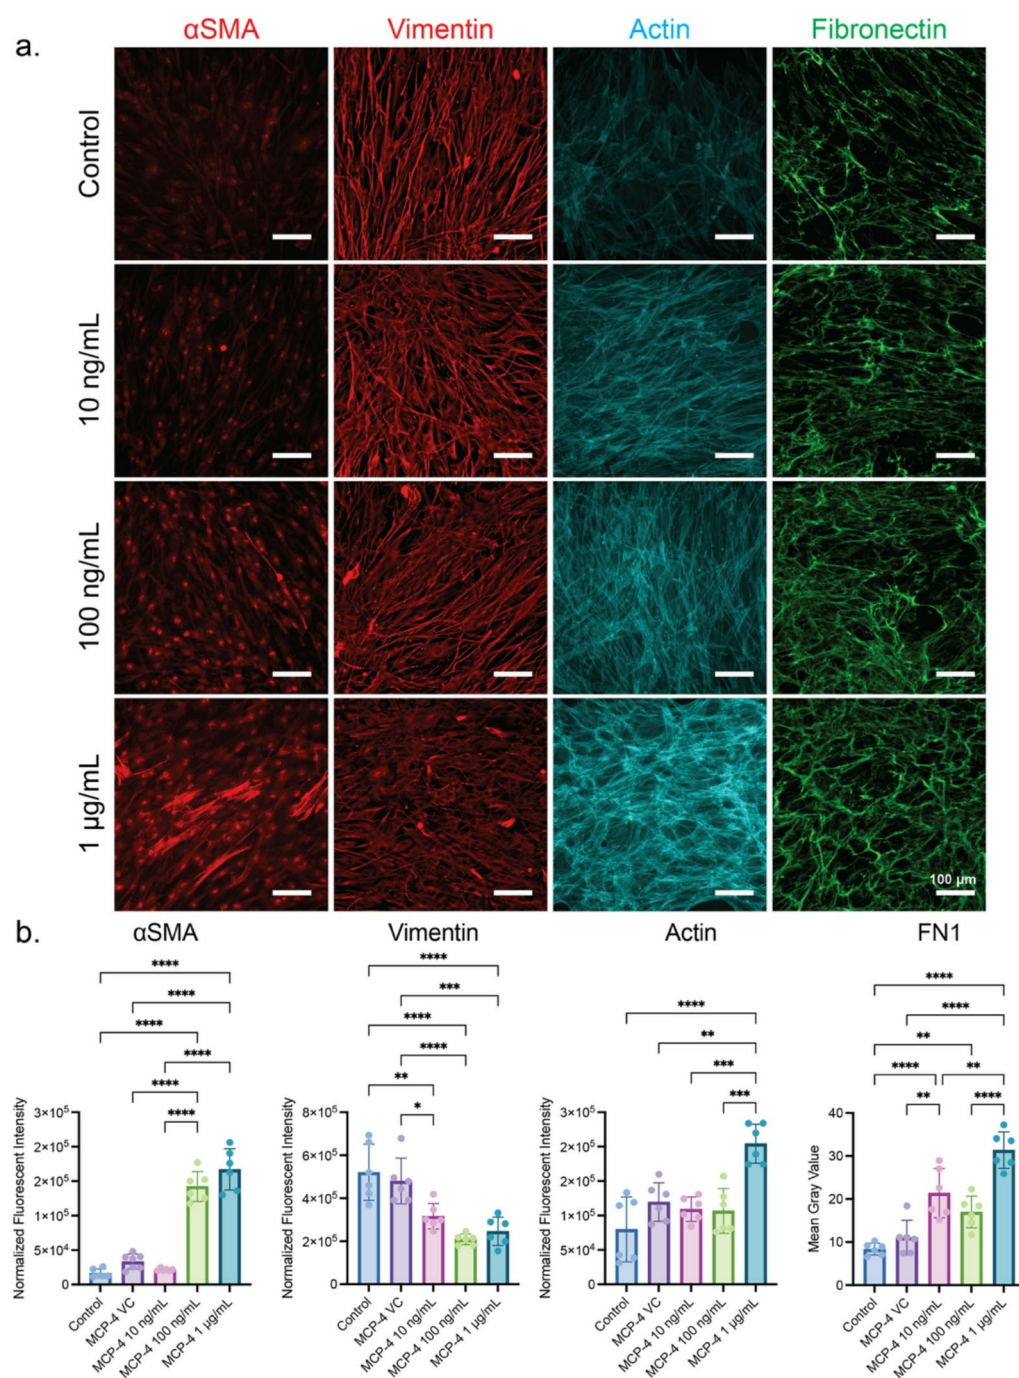 a.
αSMA Vimentin Actin Fibronectin
Control
10 ng/mL
100 ng/mL
1 µg/mL
100 µm
b.
αSMA
Normalized Fluorescent Intensity
3×10⁵
2×10⁵
2×10⁵
1×10⁵
5×10⁴
0
****
****
****
****
****
****
Control
MCP-4 VC
MCP-4 10 ng/mL
MCP-4 100 ng/mL
MCP-4 1 µg/mL
Vimentin
Normalized Fluorescent Intensity
8×10⁵
6×10⁵
4×10⁵
2×10⁵
0
****
***
****
****
**
*
Control
MCP-4 VC
MCP-4 10 ng/mL
MCP-4 100 ng/mL
MCP-4 1 µg/mL
Actin
Normalized Fluorescent Intensity
3×10⁵
2×10⁵
2×10⁵
1×10⁵
5×10⁴
0
****
**
***
***
Control
MCP-4 VC
MCP-4 10 ng/mL
MCP-4 100 ng/mL
MCP-4 1 µg/mL
FN1
Mean Gray Value
40
30
20
10
0
****
****
**
**** **
** ****
Control
MCP-4 VC
MCP-4 10 ng/mL
MCP-4 100 ng/mL
MCP-4 1 µg/mL